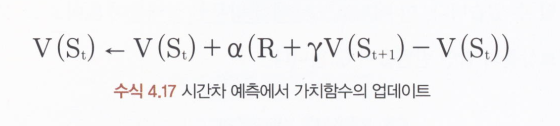 V(Sₜ) ← V(Sₜ) + α(R + γV(Sₜ₊₁) − V(Sₜ))
수식 4.17 시간차 예측에서 가치함수의 업데이트